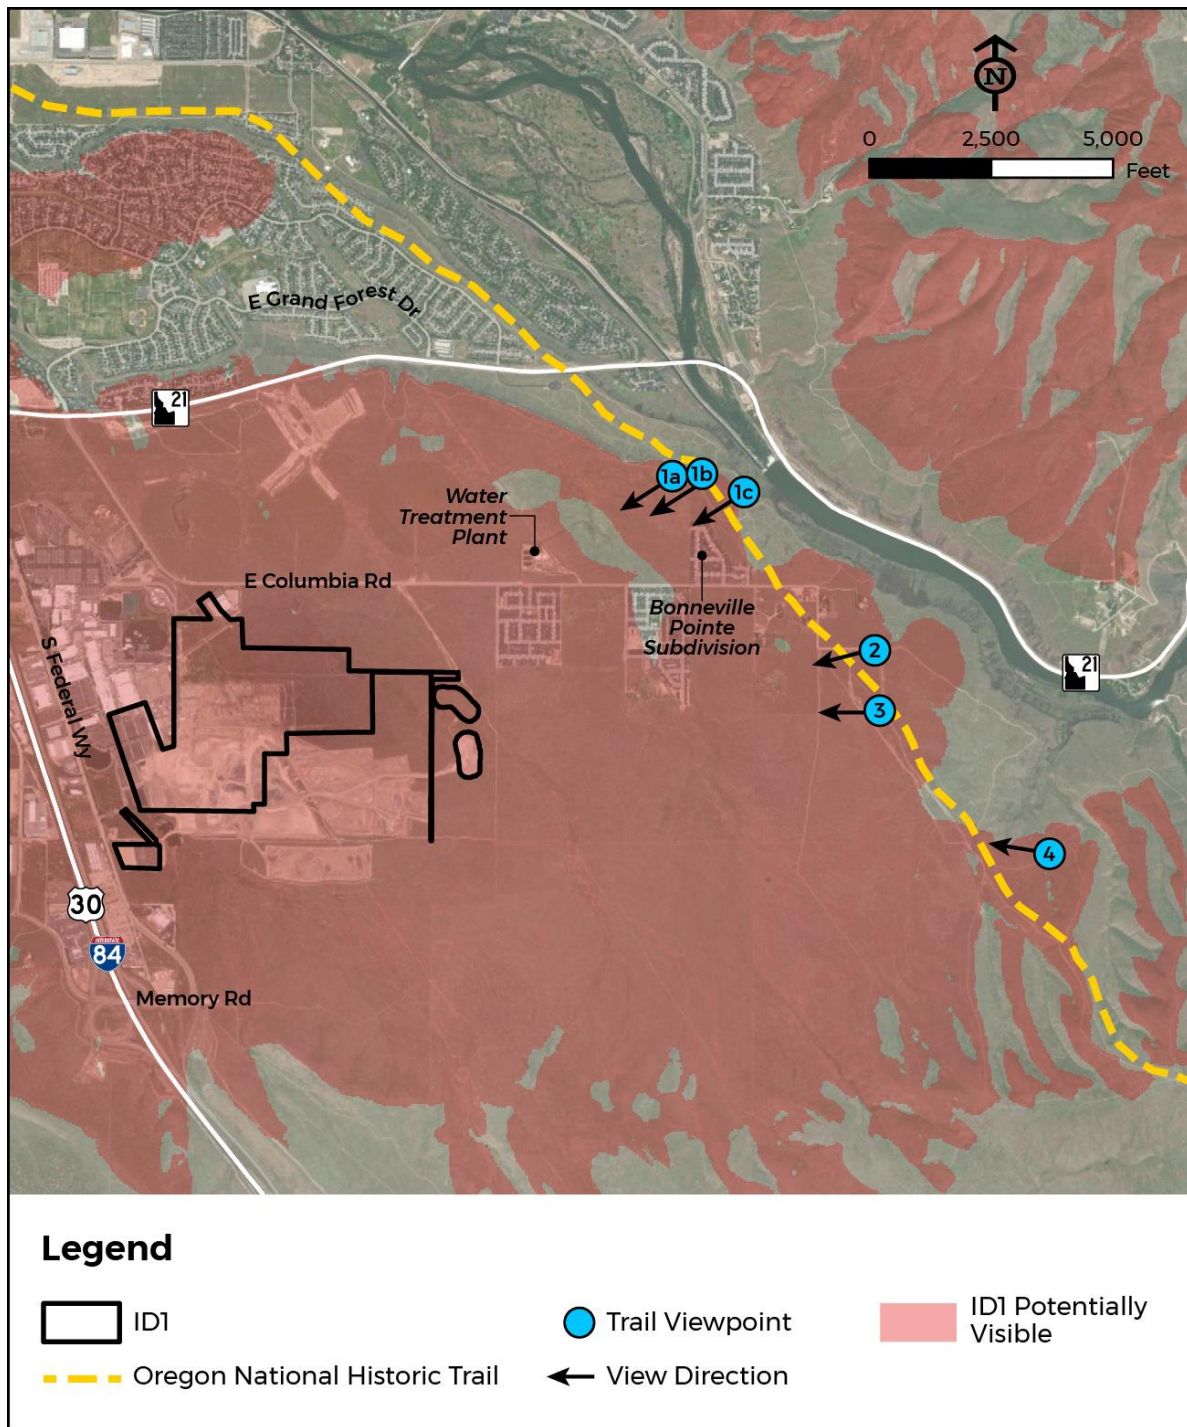 N
0 2,500 5,000
Feet
E Grand Forest Dr
21
1a
1b
1c
Water
Treatment
Plant
E Columbia Rd
Bonneville
Pointe
Subdivision
2
21
S Federal Wy
3
4
30
INTERSTATE
84
Memory Rd
Legend
ID1
Trail Viewpoint
ID1 Potentially
Visible
Oregon National Historic Trail
View Direction